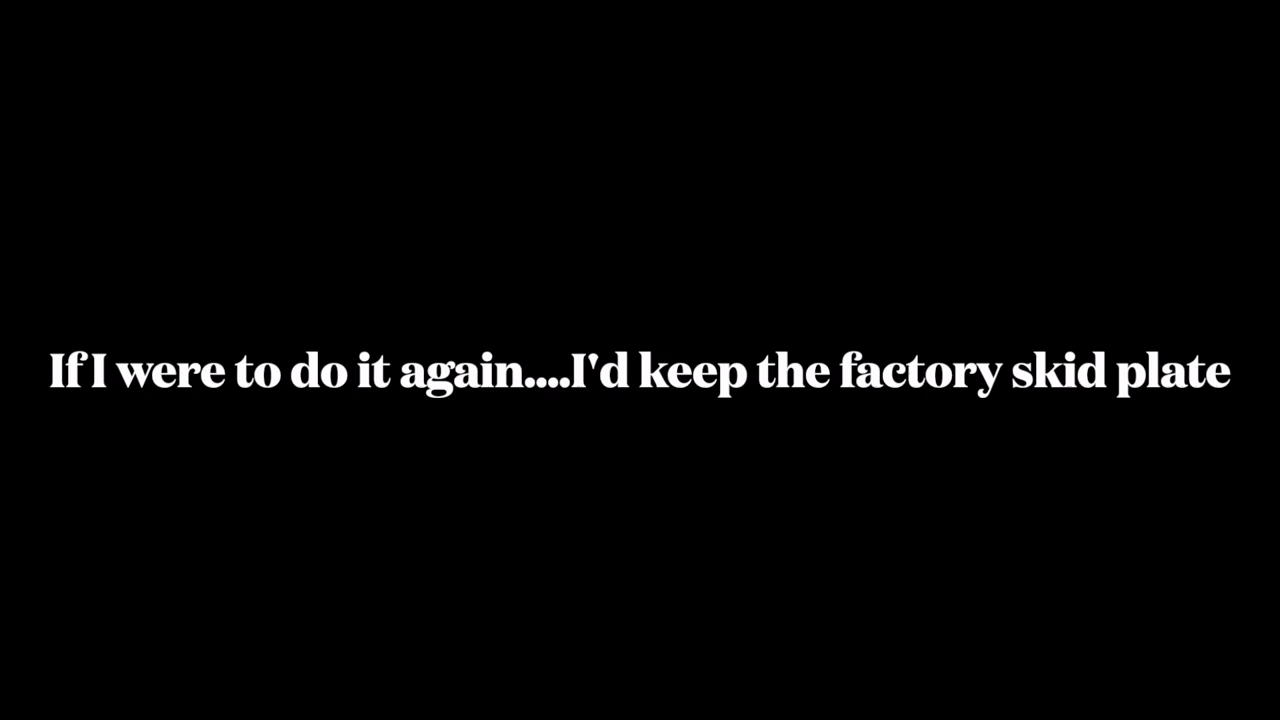 If I were to do it again....I'd keep the factory skid plate